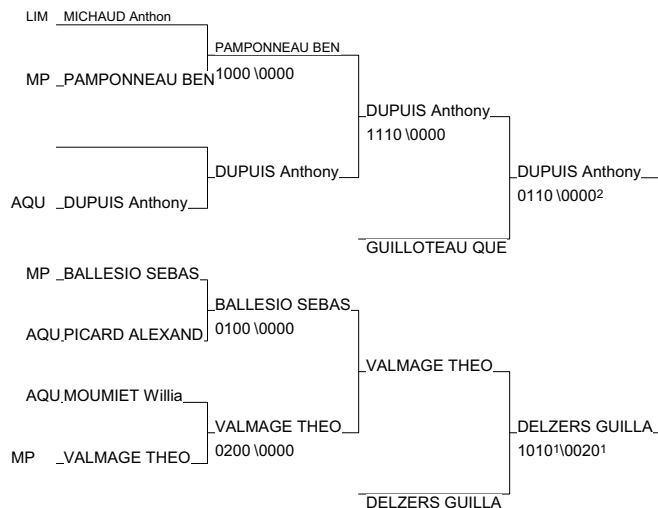 LIM MICHAUD Anthon
PAMPONNEAU BEN
MP PAMPONNEAU BEN 1000 \0000
DUPUIS Anthony
1110 \0000
DUPUIS Anthony DUPUIS Anthony
AQU DUPUIS Anthony 0110 \0000²
GUILLOTEAU QUE
MP BALLESIO SEBAS
BALLESIO SEBAS
AQU PICARD ALEXAND 0100 \0000
VALMAGE THEO
AQU MOUMIET Willia
VALMAGE THEO DELZERS GUILLA
MP VALMAGE THEO 0200 \0000 1010¹\0020¹
DELZERS GUILLA